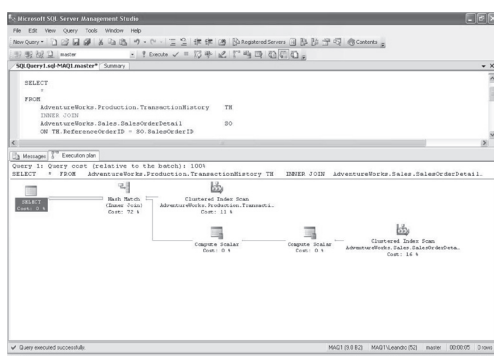 Microsoft SQL Server Management Studio
File Edit View Query Tools Window Help
New Query Registered Servers Contents
master Execute
SQLQuery1.sql-MAQ1.master* Summary
SELECT
*
FROM
AdventureWorks.Production.TransactionHistory TH
INNER JOIN
AdventureWorks.Sales.SalesOrderDetail SO
ON TH.ReferenceOrderID = SO.SalesOrderID
Messages Execution plan
Query 1: Query cost (relative to the batch): 100%
SELECT * FROM AdventureWorks.Production.TransactionHistory TH INNER JOIN AdventureWorks.Sales.SalesOrderDetail…
SELECT
Cost: 0 %
Hash Match
(Inner Join)
Cost: 72 %
Clustered Index Scan
AdventureWorks.Production.Transacti…
Cost: 11 %
Compute Scalar
Cost: 0 %
Compute Scalar
Cost: 0 %
Clustered Index Scan
AdventureWorks.Sales.SalesOrderDeta…
Cost: 16 %
Query executed successfully. MAQ1 (9.0 B2) MAQ1\Leandro (52) master 00:00:05 0 rows